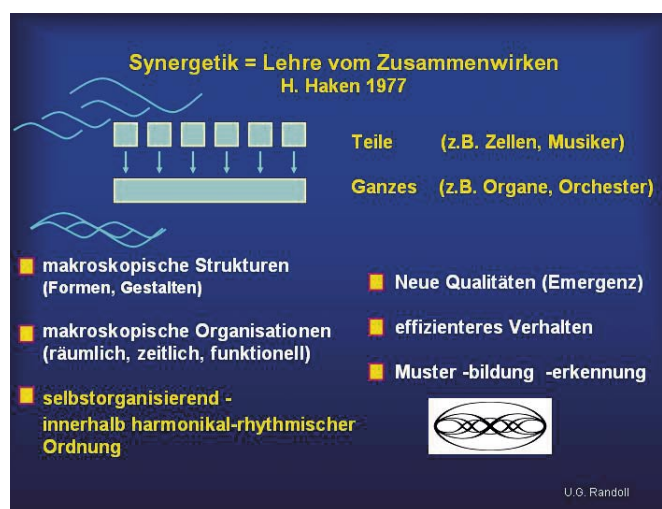 Synergetik = Lehre vom Zusammenwirken
H. Haken 1977
Teile (z.B. Zellen, Musiker)
Ganzes (z.B. Organe, Orchester)
makroskopische Strukturen
(Formen, Gestalten)
makroskopische Organisationen
(räumlich, zeitlich, funktionell)
selbstorganisierend -
innerhalb harmonikal-rhythmischer
Ordnung
Neue Qualitäten (Emergenz)
effizienteres Verhalten
Muster -bildung -erkennung
U.G. Randoll